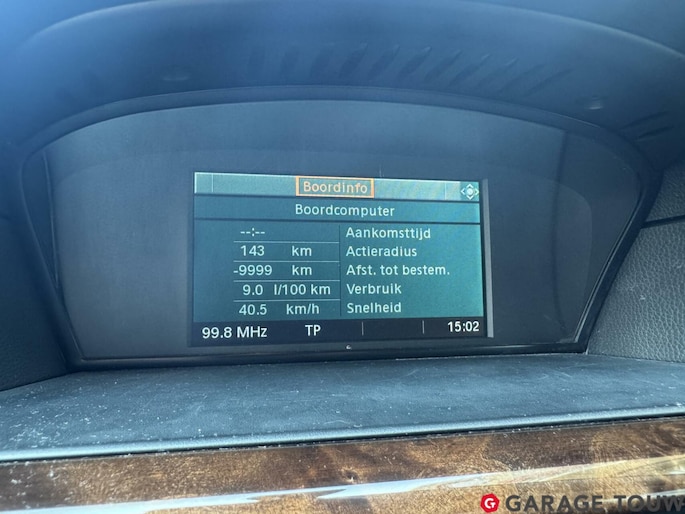 Boordinfo
Boordcomputer
--:-- Aankomsttijd
143 km Actieradius
-9999 km Afst. tot bestem.
9.0 l/100 km Verbruik
40.5 km/h Snelheid
99.8 MHz TP 15:02
G GARAGE TOUW